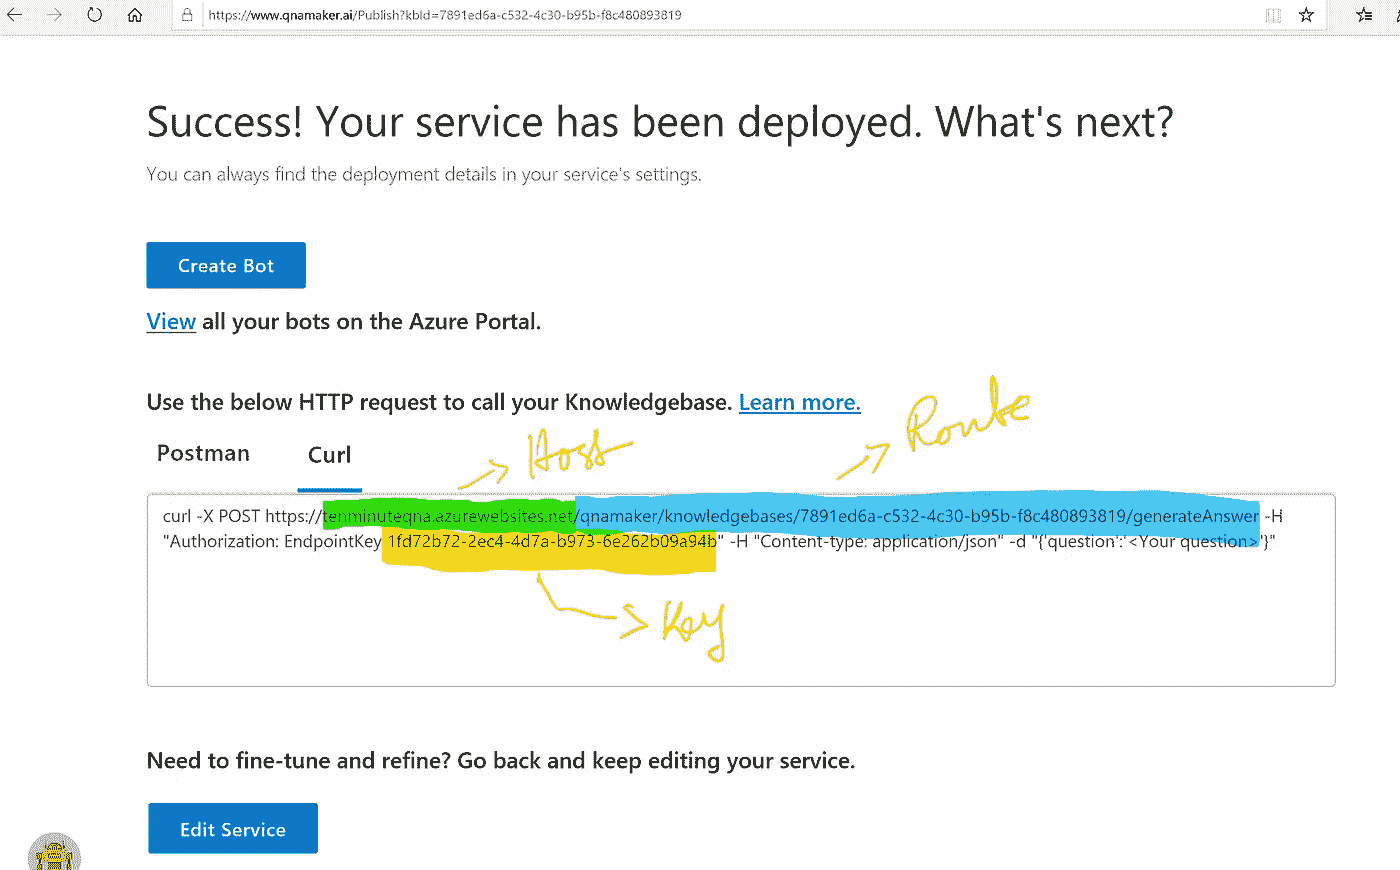 https://www.qnamaker.ai/Publish?kbId=7891ed6a-c532-4c30-b95b-f8c480893819
Success! Your service has been deployed. What's next?
You can always find the deployment details in your service's settings.
Create Bot
View all your bots on the Azure Portal.
Use the below HTTP request to call your Knowledgebase. Learn more.
Route
Postman Curl
Host
curl -X POST https://tenminuteqna.azurewebsites.net/qnamaker/knowledgebases/7891ed6a-c532-4c30-b95b-f8c480893819/generateAnswer -H
"Authorization: EndpointKey 1fd72b72-2ec4-4d7a-b973-6e262b09a94b" -H "Content-type: application/json" -d "{'question':'<Your question>'}"
Key
Need to fine-tune and refine? Go back and keep editing your service.
Edit Service